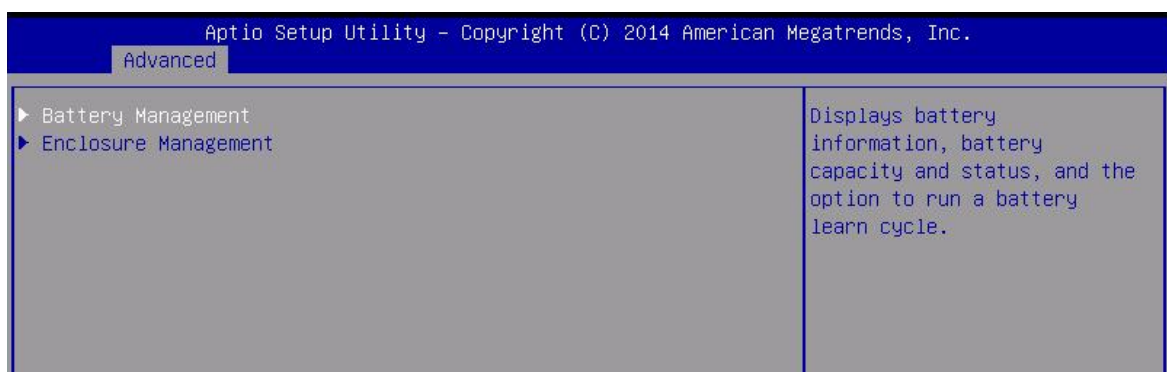 Aptio Setup Utility – Copyright (C) 2014 American Megatrends, Inc.
Advanced
Battery Management
Enclosure Management
Displays battery
information, battery
capacity and status, and the
option to run a battery
learn cycle.